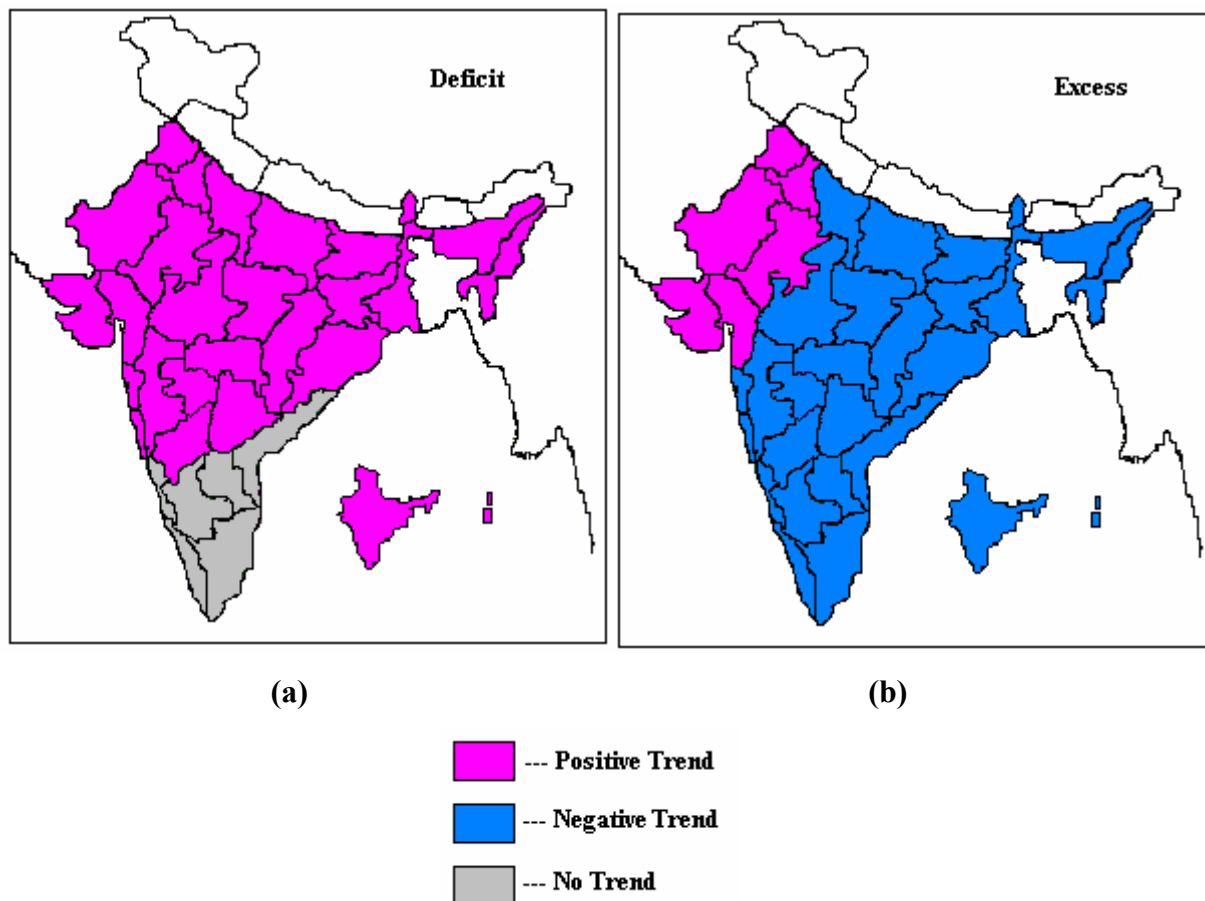 Deficit
Excess
(a)
(b)
--- Positive Trend
--- Negative Trend
--- No Trend